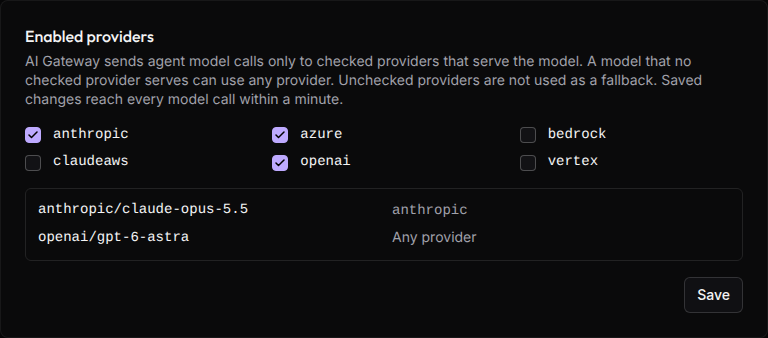 Enabled providers
AI Gateway sends agent model calls only to checked providers that serve the model. A model that no
checked provider serves can use any provider. Unchecked providers are not used as a fallback. Saved
changes reach every model call within a minute.
anthropic azure bedrock
claudeaws openai vertex
anthropic/claude-opus-5.5 anthropic
openai/gpt-6-astra Any provider
Save